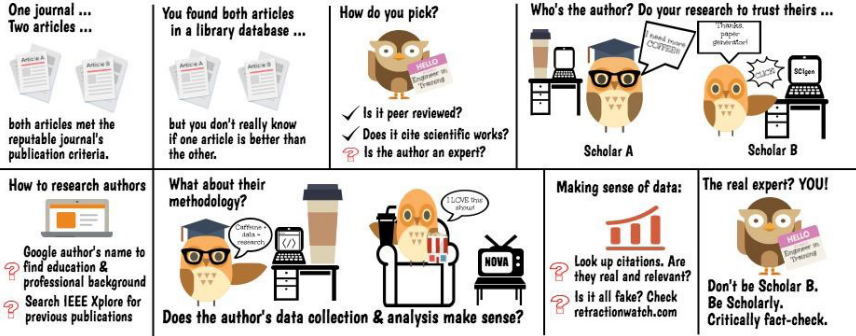 One journal ...
Two articles ...
Article A
Article B
both articles met the
reputable journal's
publication criteria.
You found both articles
in a library database ...
Article A
Article B
but you don't really know
if one article is better than
the other.
How do you pick?
HELLO
Engineer in
Training
Is it peer reviewed?
Does it cite scientific works?
? Is the author an expert?
Who's the author? Do your research to trust theirs ...
I need more
COFFEE!!
Thanks,
paper
generator!
CLICK
SCIgen
Scholar A
Scholar B
How to research authors
? Google author's name to
find education &
professional background
? Search IEEE Xplore for
previous publications
What about their
methodology?
Caffeine +
data =
research
</>
I LOVE this
show!
NOVA
Does the author's data collection & analysis make sense?
Making sense of data:
? Look up citations. Are
they real and relevant?
? Is it all fake? Check
retractionwatch.com
The real expert? YOU!
HELLO
Engineer in
Training
Don't be Scholar B.
Be Scholarly.
Critically fact-check.